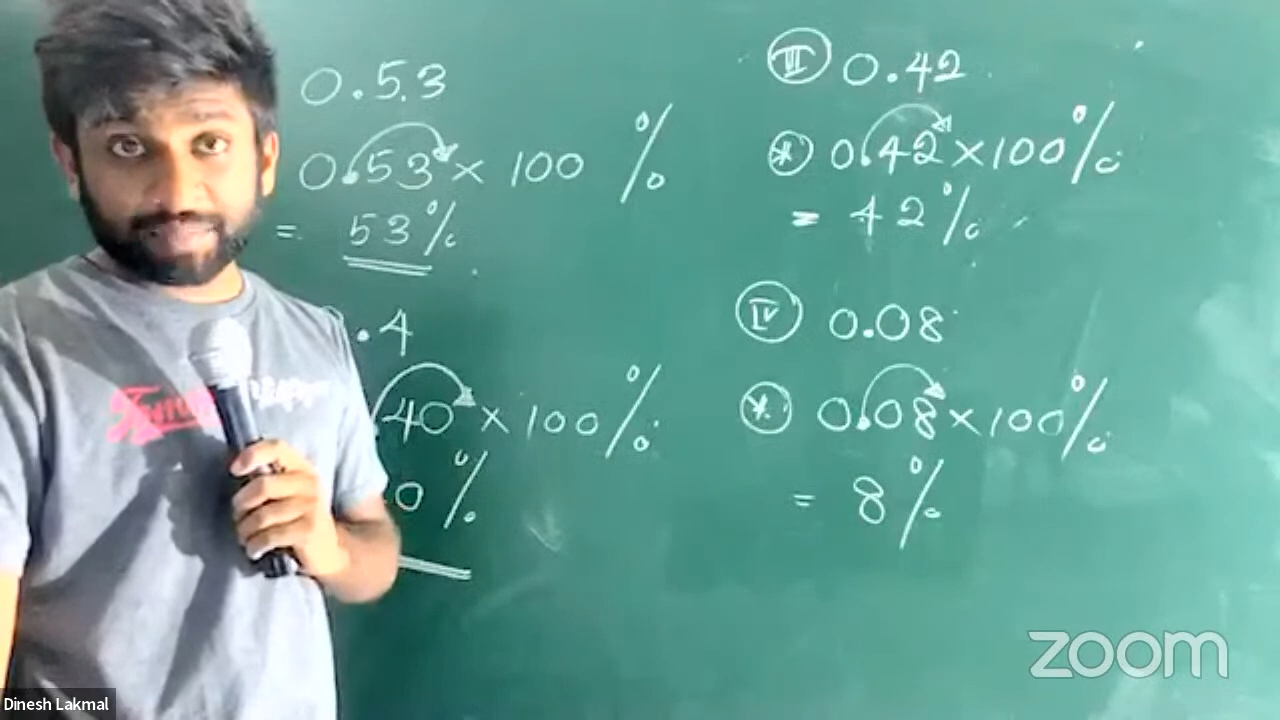 0.53
0.53 × 100 %
= 53%
.4
40 × 100 %
0 %
III 0.42
* 0.42 × 100 %
= 42 %
IV 0.08
* 0.08 × 100 %
= 8 %
zoom
Dinesh Lakmal